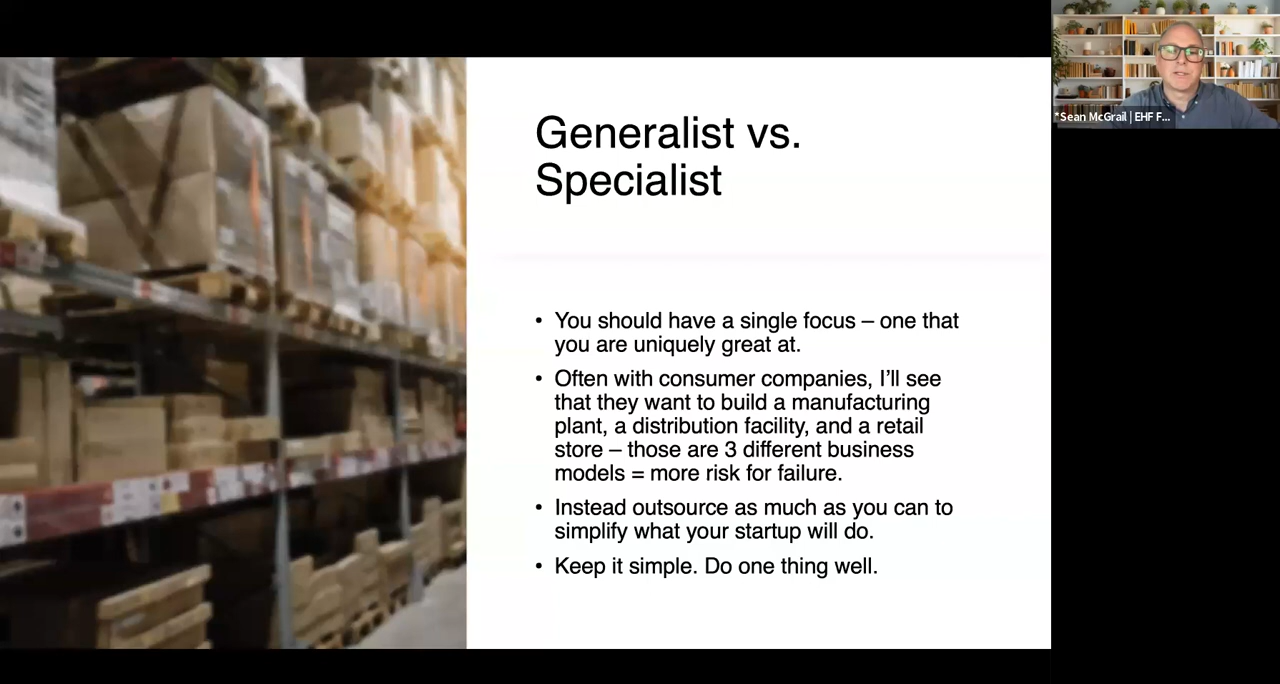 Generalist vs.
Specialist
• You should have a single focus – one that
you are uniquely great at.
• Often with consumer companies, I’ll see
that they want to build a manufacturing
plant, a distribution facility, and a retail
store – those are 3 different business
models = more risk for failure.
• Instead outsource as much as you can to
simplify what your startup will do.
• Keep it simple. Do one thing well.
*Sean McGrail | EHF F...